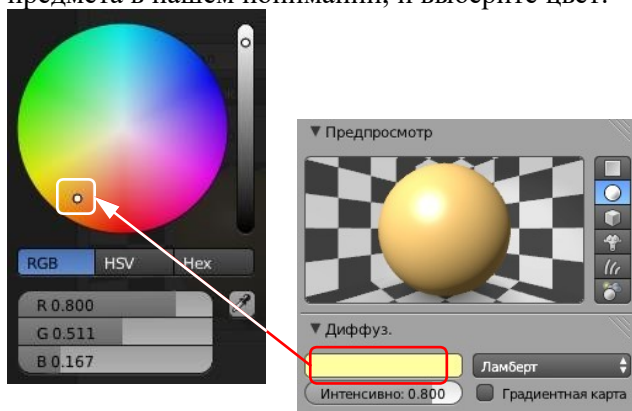 предмета в нашем понимании, и выберите цвет.
RGB
HSV
Hex
R 0.800
G 0.511
B 0.167
Предпросмотр
Диффуз.
Ламберт
Интенсивно: 0.800
Градиентная карта